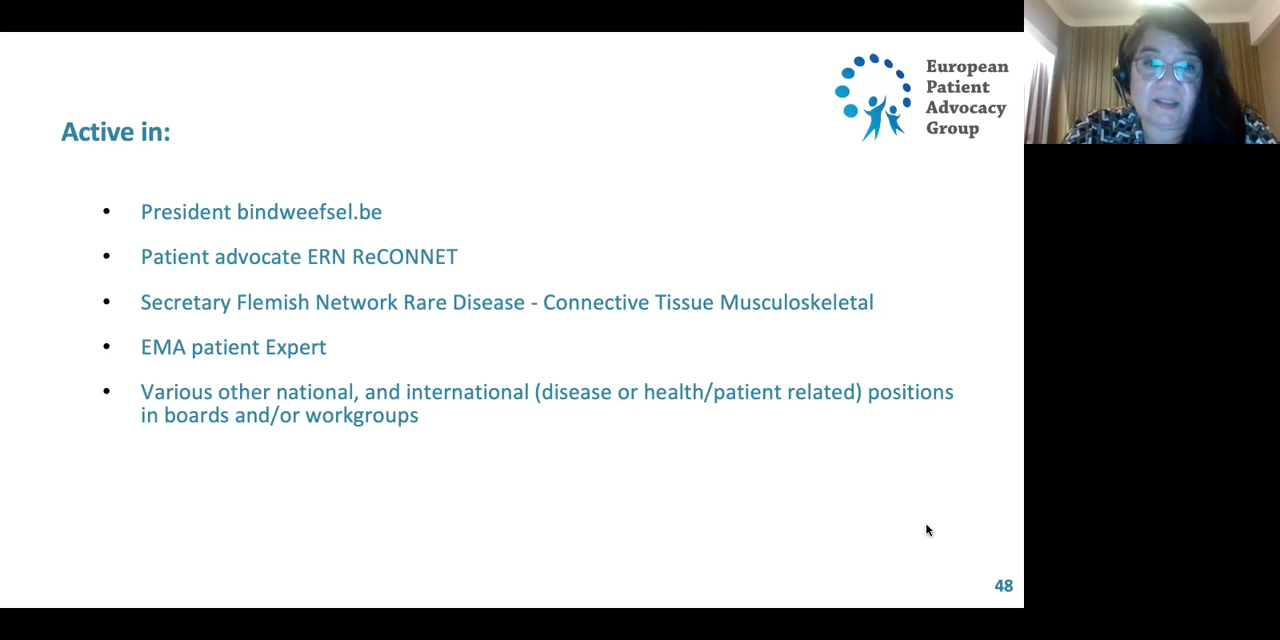 European
Patient
Advocacy
Group
Active in:
• President bindweefsel.be
• Patient advocate ERN ReCONNET
• Secretary Flemish Network Rare Disease - Connective Tissue Musculoskeletal
• EMA patient Expert
• Various other national, and international (disease or health/patient related) positions
in boards and/or workgroups
48